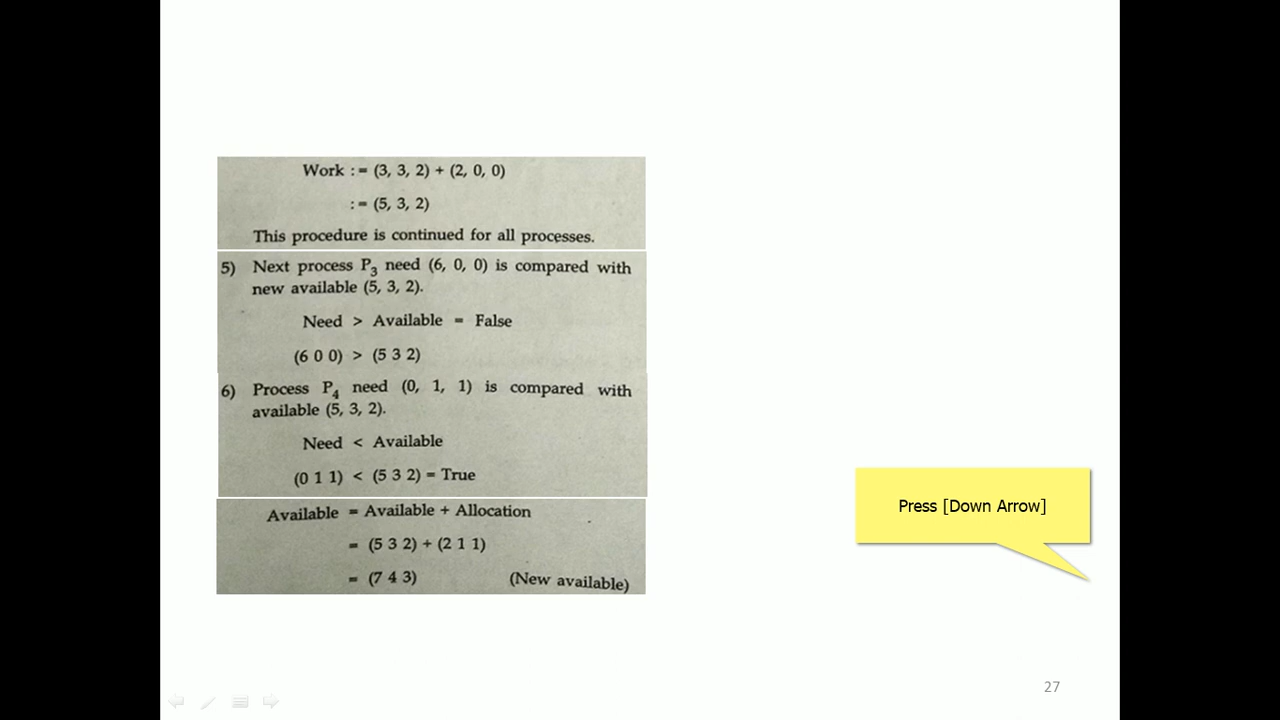 Work : = (3, 3, 2) + (2, 0, 0)
: = (5, 3, 2)
This procedure is continued for all processes.
5) Next process P3 need (6, 0, 0) is compared with
new available (5, 3, 2).
Need > Available = False
(6 0 0) > (5 3 2)
6) Process P4 need (0, 1, 1) is compared with
available (5, 3, 2).
Need < Available
(0 1 1) < (5 3 2) = True
Available = Available + Allocation
= (5 3 2) + (2 1 1)
= (7 4 3) (New available)
Press [Down Arrow]
27